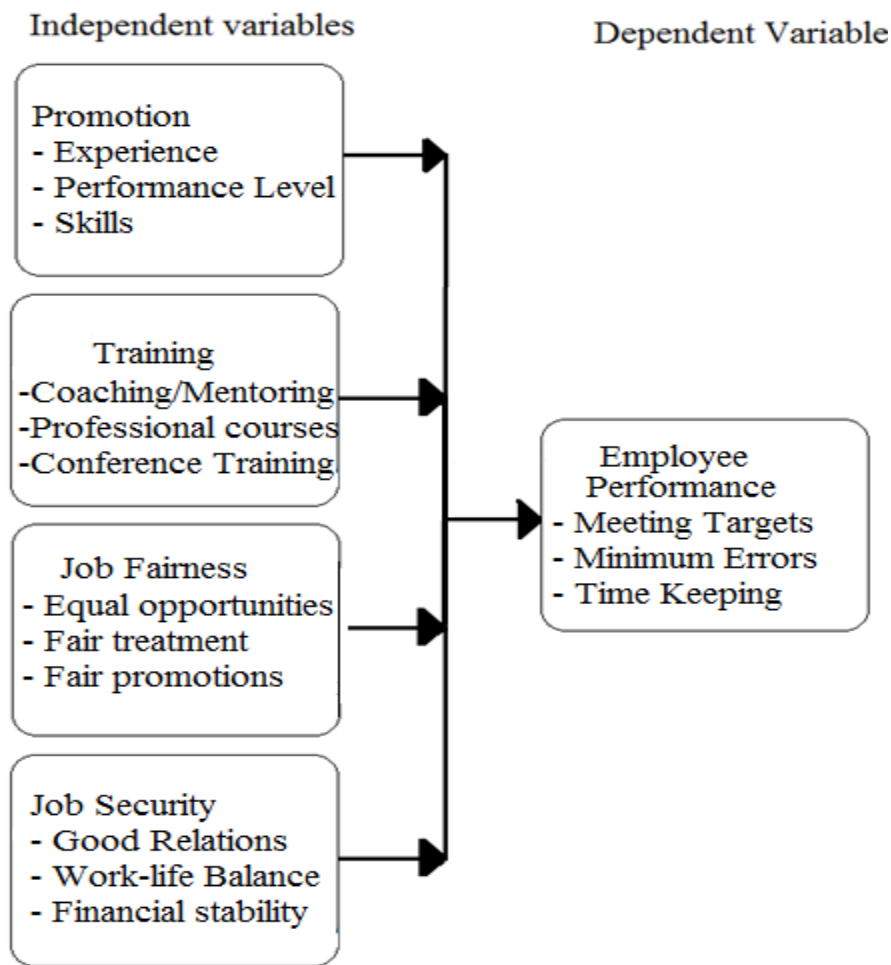 Independent variables
Dependent Variable
Promotion
- Experience
- Performance Level
- Skills
Training
-Coaching/Mentoring
-Professional courses
-Conference Training
Job Fairness
- Equal opportunities
- Fair treatment
- Fair promotions
Job Security
- Good Relations
- Work-life Balance
- Financial stability
Employee
Performance
- Meeting Targets
- Minimum Errors
- Time Keeping